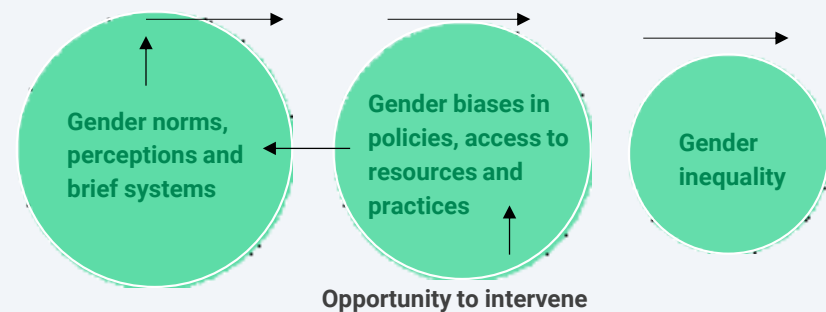 Gender norms,
perceptions and
brief systems
Gender biases in
policies, access to
resources and
practices
Gender
inequality
Opportunity to intervene